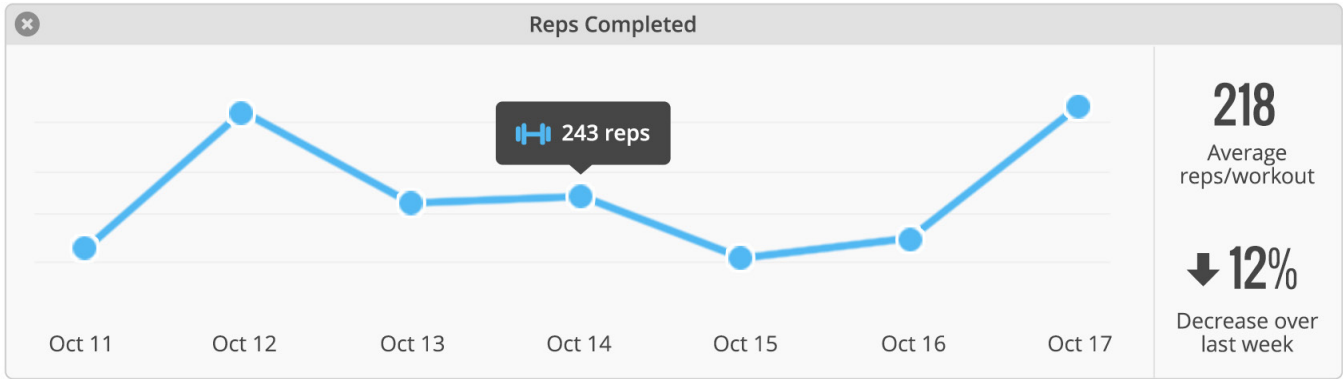 Reps Completed
243 reps
Oct 11
Oct 12
Oct 13
Oct 14
Oct 15
Oct 16
Oct 17
218
Average
reps/workout
12%
Decrease over
last week